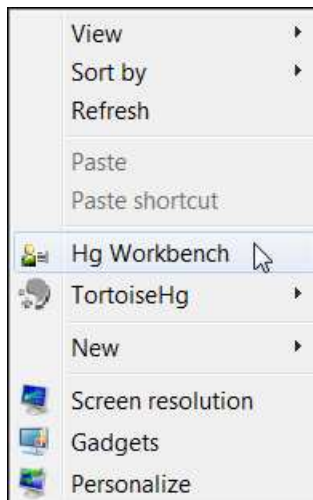 View
Sort by
Refresh
Paste
Paste shortcut
Hg Workbench
TortoiseHg
New
Screen resolution
Gadgets
Personalize